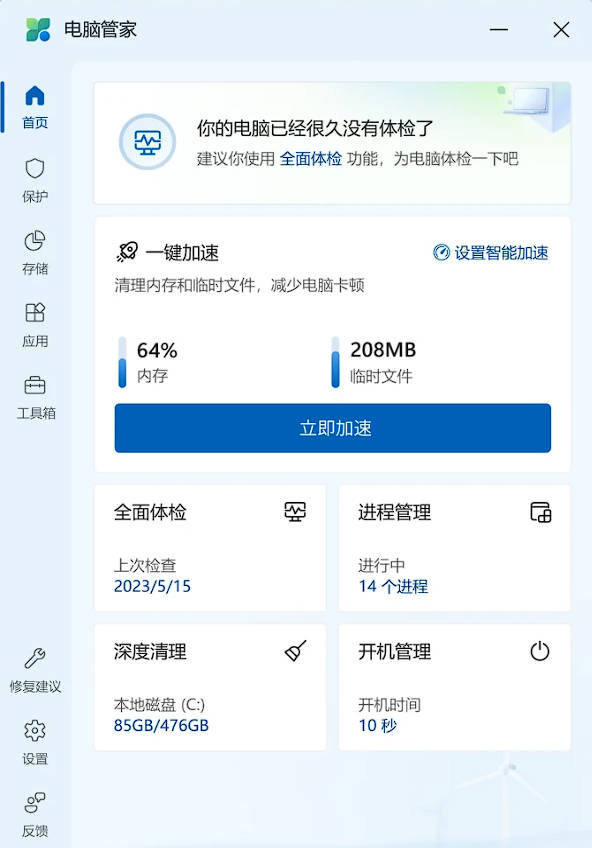 电脑管家
首页
保护
存储
应用
工具箱
修复建议
设置
反馈
你的电脑已经很久没有体检了
建议你使用 全面体检 功能，为电脑体检一下吧
一键加速
设置智能加速
清理内存和临时文件，减少电脑卡顿
64%
内存
208MB
临时文件
立即加速
全面体检
上次检查
2023/5/15
进程管理
进行中
14 个进程
深度清理
本地磁盘 (C:)
85GB/476GB
开机管理
开机时间
10 秒